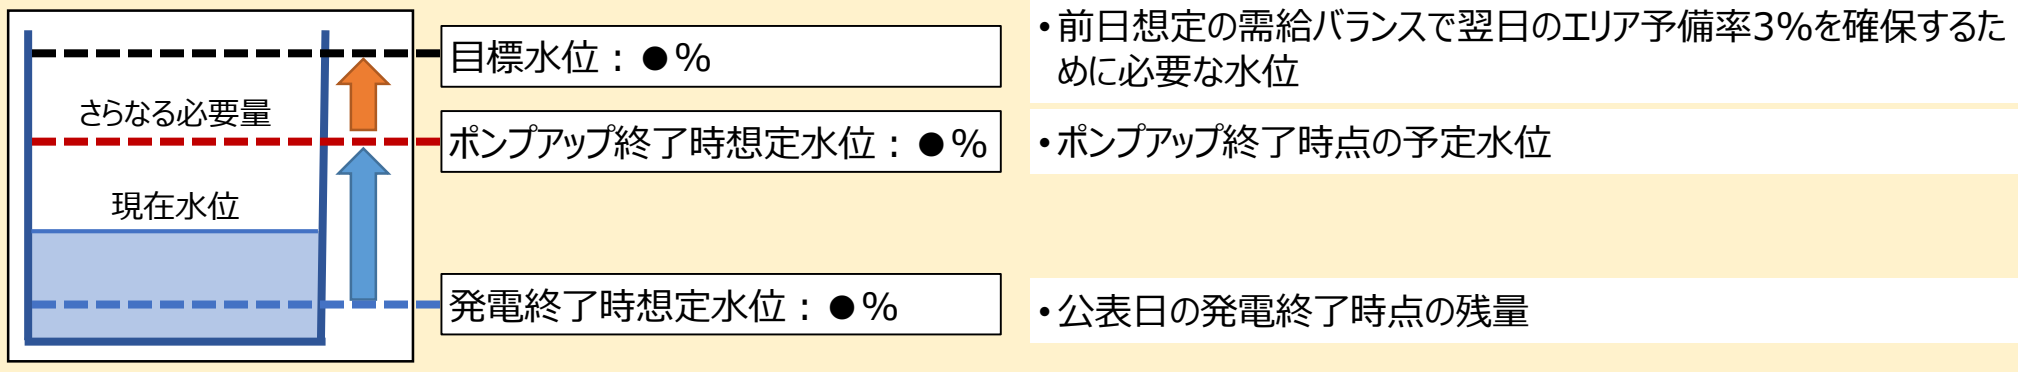 目標水位：●%
・前日想定の需給バランスで翌日のエリア予備率3%を確保するた
めに必要な水位
さらなる必要量
ポンプアップ終了時想定水位：●%
・ポンプアップ終了時点の予定水位
現在水位
発電終了時想定水位：●%
・公表日の発電終了時点の残量